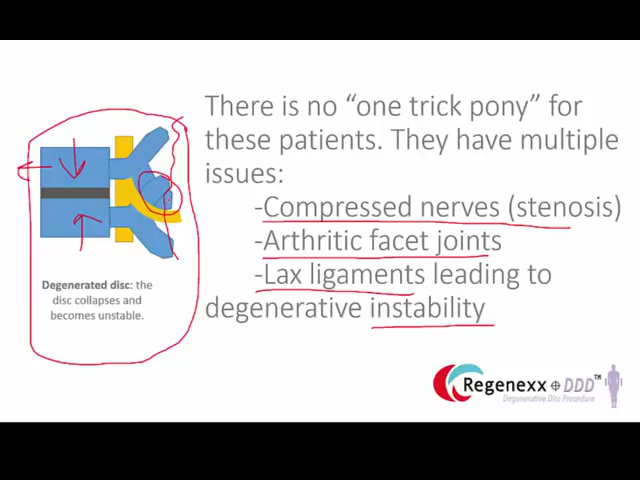 There is no “one trick pony” for
these patients. They have multiple
issues:
-Compressed nerves (stenosis)
-Arthritic facet joints
-Lax ligaments leading to
degenerative instability
Degenerated disc: the
disc collapses and
becomes unstable.
Regenexx DDD™
Degenerative Disc Procedure